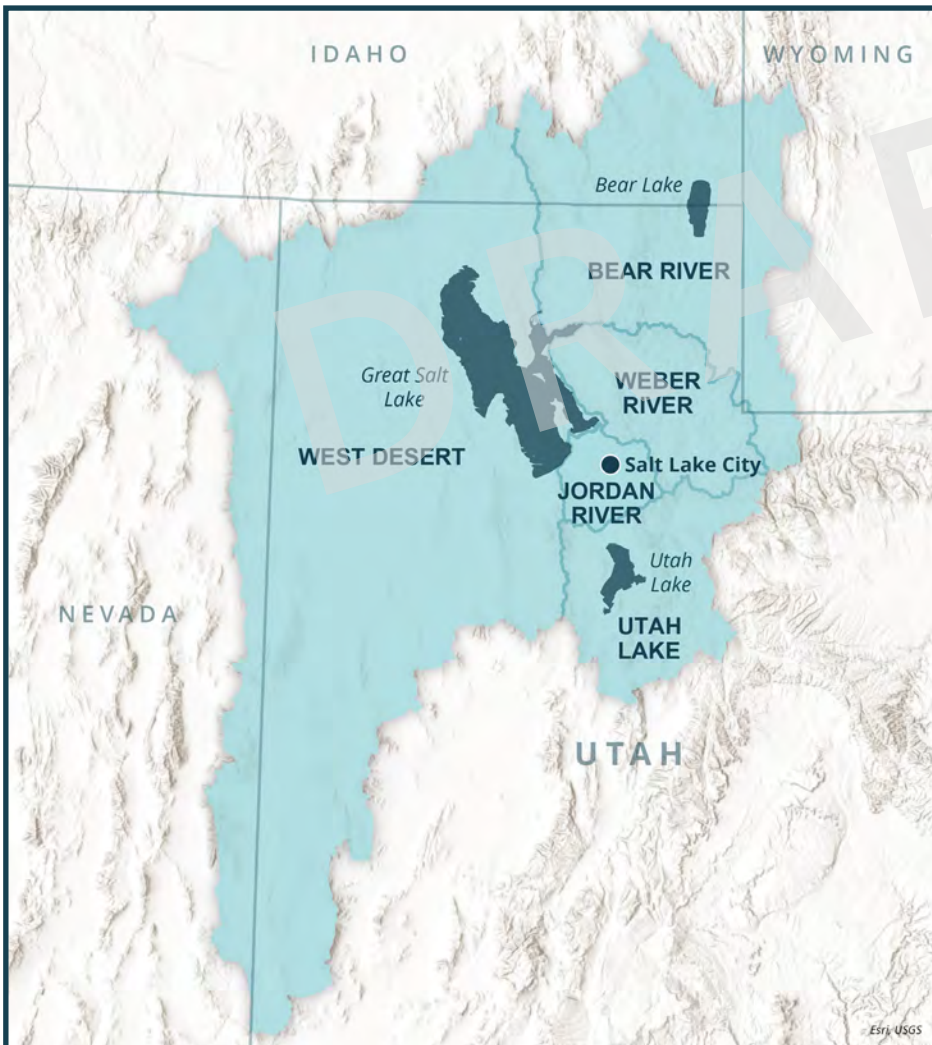 IDAHO
WYOMING
DRAF
Bear Lake
BEAR RIVER
Great Salt
Lake
WEBER
RIVER
WEST DESERT
Salt Lake City
JORDAN
RIVER
Utah
Lake
NEVADA
UTAH
LAKE
UTAH
Esri, USGS